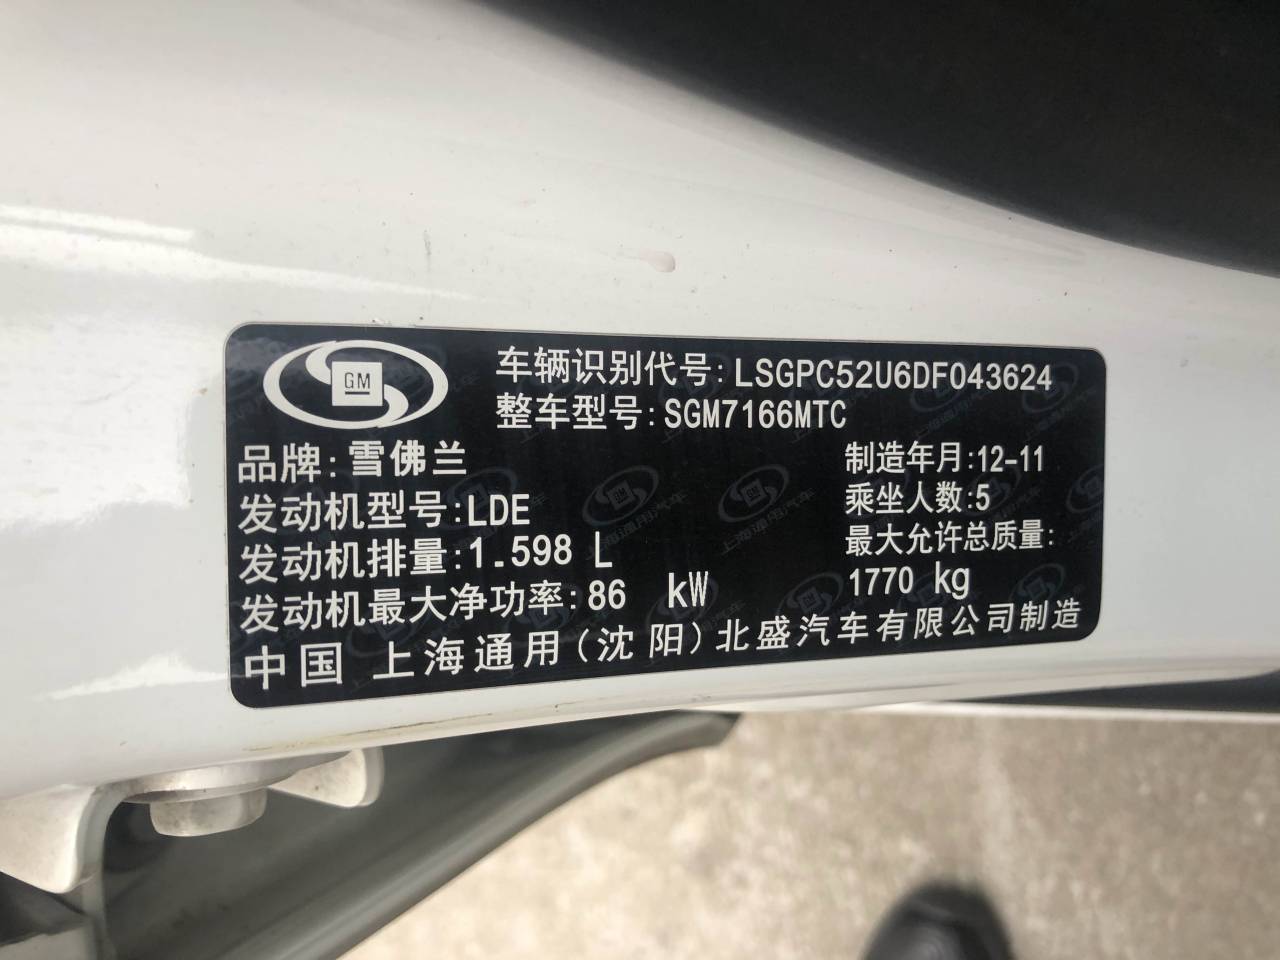 GM
车辆识别代号:LSGPC52U6DF043624
整车型号:SGM7166MTC
品牌:雪佛兰
制造年月:12-11
发动机型号:LDE
乘坐人数:5
发动机排量:1.598 L
最大允许总质量:
1770 kg
发动机最大净功率:86 kW
中国 上海通用(沈阳)北盛汽车有限公司制造